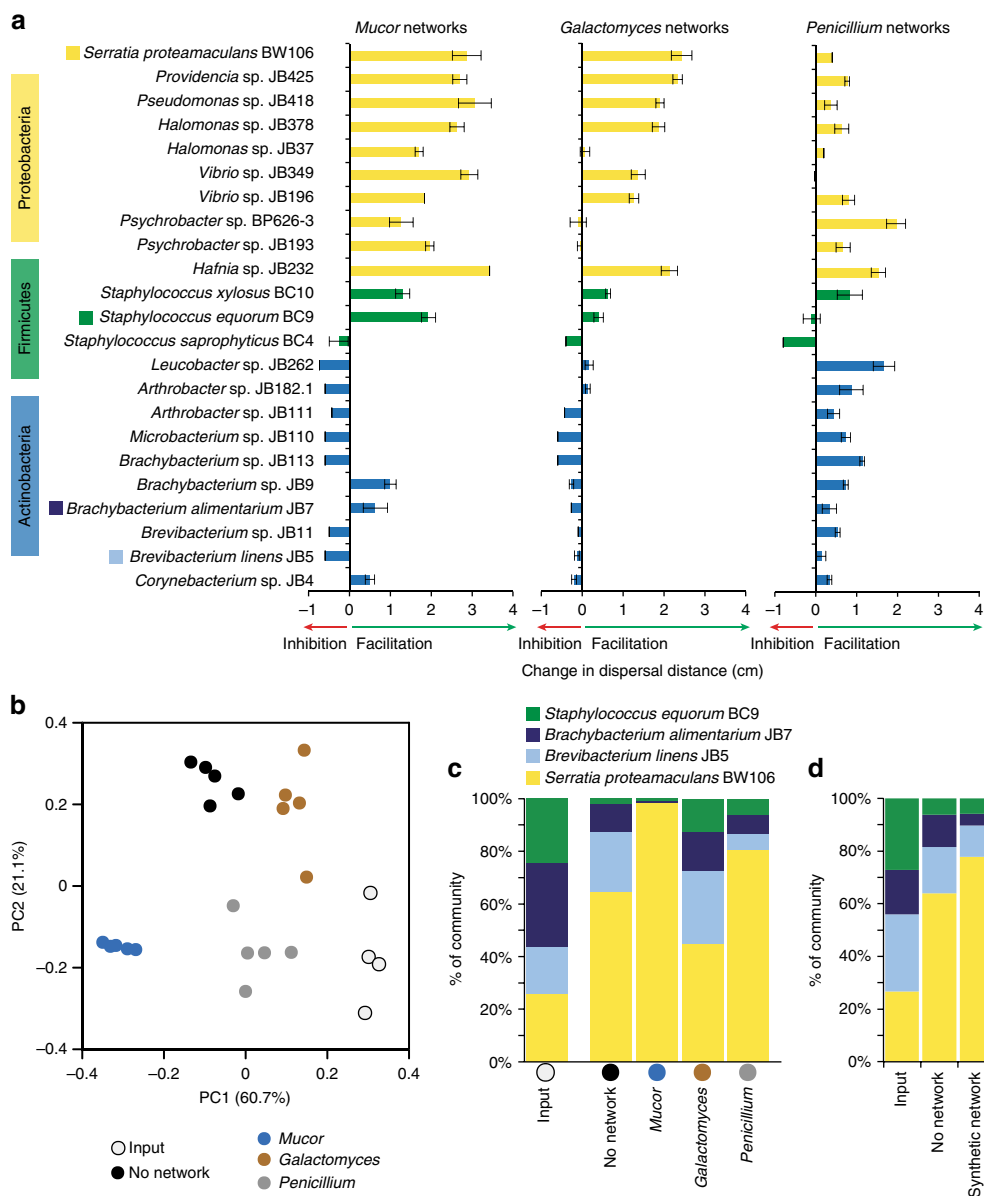 a
Mucor networks
Galactomyces networks
Penicillium networks
Proteobacteria
Firmicutes
Actinobacteria
Serratia proteamaculans BW106
Providencia sp. JB425
Pseudomonas sp. JB418
Halomonas sp. JB378
Halomonas sp. JB37
Vibrio sp. JB349
Vibrio sp. JB196
Psychrobacter sp. BP626-3
Psychrobacter sp. JB193
Hafnia sp. JB232
Staphylococcus xylosus BC10
Staphylococcus equorum BC9
Staphylococcus saprophyticus BC4
Leucobacter sp. JB262
Arthrobacter sp. JB182.1
Arthrobacter sp. JB111
Microbacterium sp. JB110
Brachybacterium sp. JB113
Brachybacterium sp. JB9
Brachybacterium alimentarium JB7
Brevibacterium sp. JB11
Brevibacterium linens JB5
Corynebacterium sp. JB4
−1 0 1 2 3 4
−1 0 1 2 3 4
−1 0 1 2 3 4
Inhibition Facilitation
Inhibition Facilitation
Inhibition Facilitation
Change in dispersal distance (cm)
b
0.4
0.2
0
−0.2
−0.4
PC2 (21.1%)
−0.4 −0.2 0 0.2 0.4
PC1 (60.7%)
Input
No network
Mucor
Galactomyces
Penicillium
Staphylococcus equorum BC9
Brachybacterium alimentarium JB7
Brevibacterium linens JB5
Serratia proteamaculans BW106
c
100%
80%
60%
40%
20%
0%
% of community
Input
No network
Mucor
Galactomyces
Penicillium
d
100%
80%
60%
40%
20%
0%
% of community
Input
No network
Synthetic network